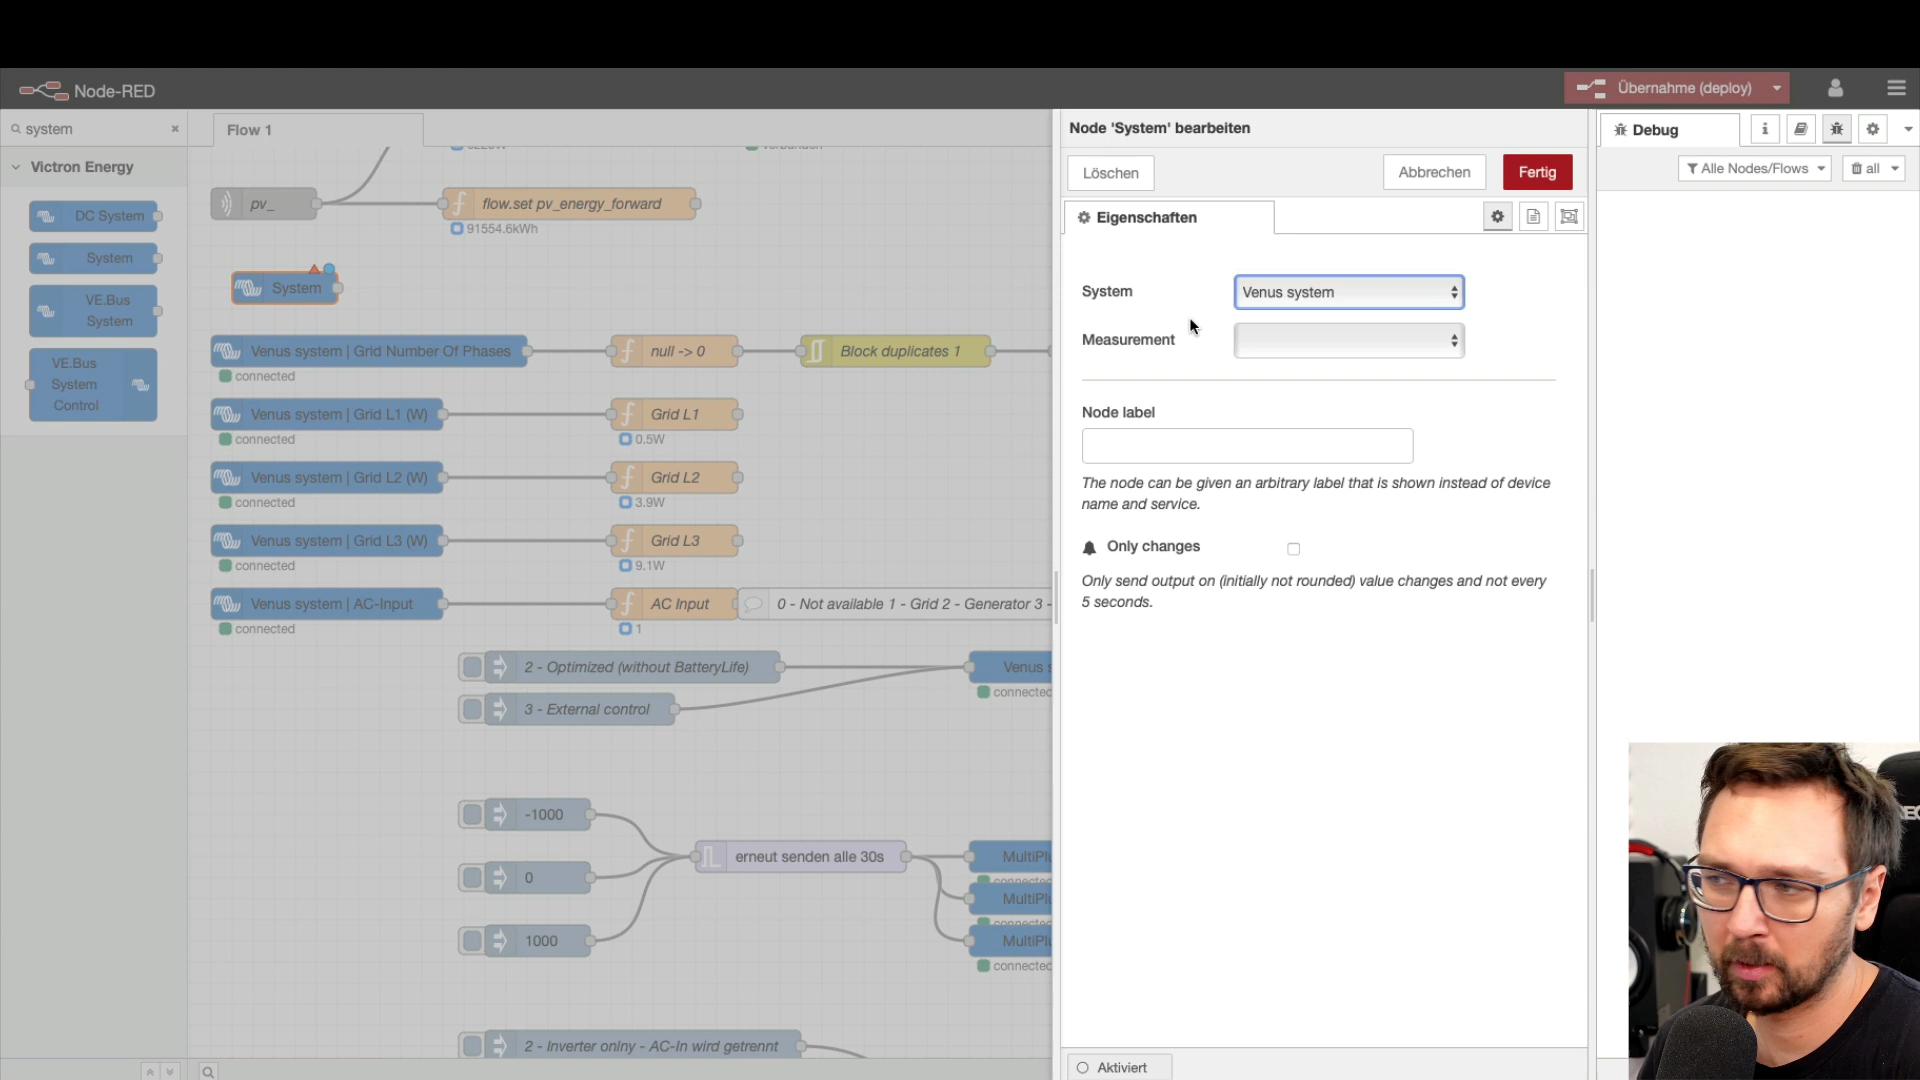 Node-RED
Übernahme (deploy)
system
Flow 1
Node 'System' bearbeiten
Debug
Victron Energy
Löschen
Abbrechen
Fertig
Alle Nodes/Flows
all
DC System
System
VE.Bus
System
VE.Bus
System
Control
verbunden
pv_
flow.set pv_energy_forward
91554.6kWh
System
Venus system | Grid Number Of Phases
null -> 0
Block duplicates 1
connected
Venus system | Grid L1 (W)
Grid L1
connected
0.5W
Venus system | Grid L2 (W)
Grid L2
connected
3.9W
Venus system | Grid L3 (W)
Grid L3
connected
9.1W
Venus system | AC-Input
AC Input
0 - Not available 1 - Grid 2 - Generator 3 -
connected
1
2 - Optimized (without BatteryLife)
Venus s
connected
3 - External control
-1000
erneut senden alle 30s
MultiPlu
connected
0
MultiPlu
connected
1000
MultiPlu
connected
2 - Inverter onlny - AC-In wird getrennt
Eigenschaften
System
Venus system
Measurement
Node label
The node can be given an arbitrary label that is shown instead of device
name and service.
Only changes
Only send output on (initially not rounded) value changes and not every
5 seconds.
Aktiviert